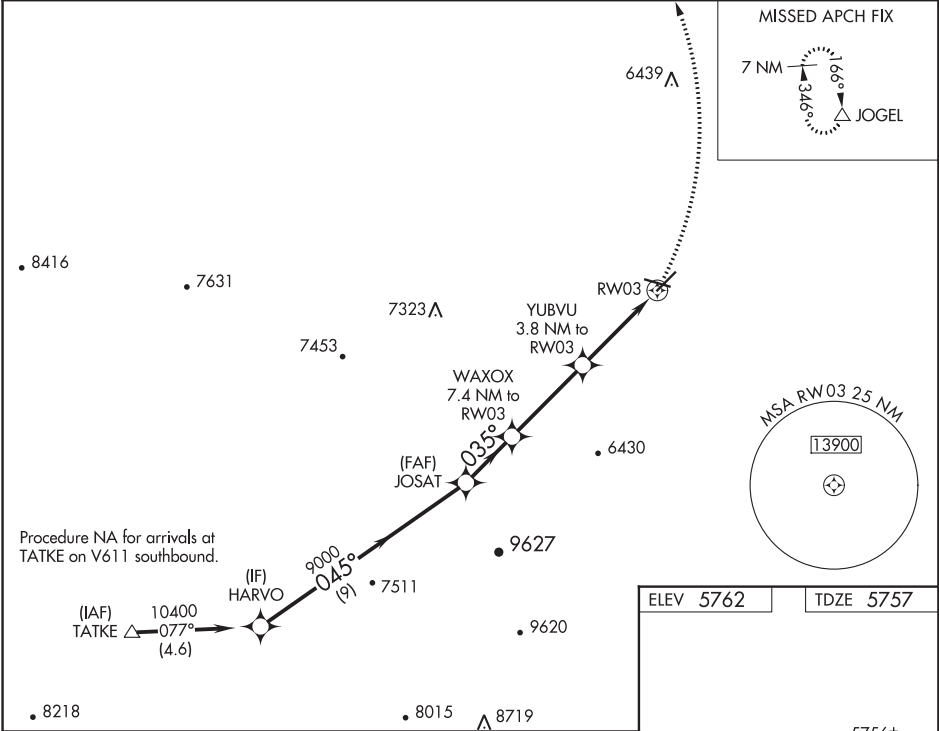 MISSED APCH FIX
7 NM
166°
346°
JOGEL
6439
8416
7631
RW03
7323
YUBVU
3.8 NM to
RW03
7453
WAXOX
7.4 NM to
RW03
MSA RW03 25 NM
13900
035°
6430
(FAF)
JOSAT
Procedure NA for arrivals at
TATKE on V611 southbound.
9627
9000
045°
(9)
7511
(IF)
HARVO
ELEV 5762
TDZE 5757
(IAF)
TATKE
10400
077°
(4.6)
9620
8218
8015
8719